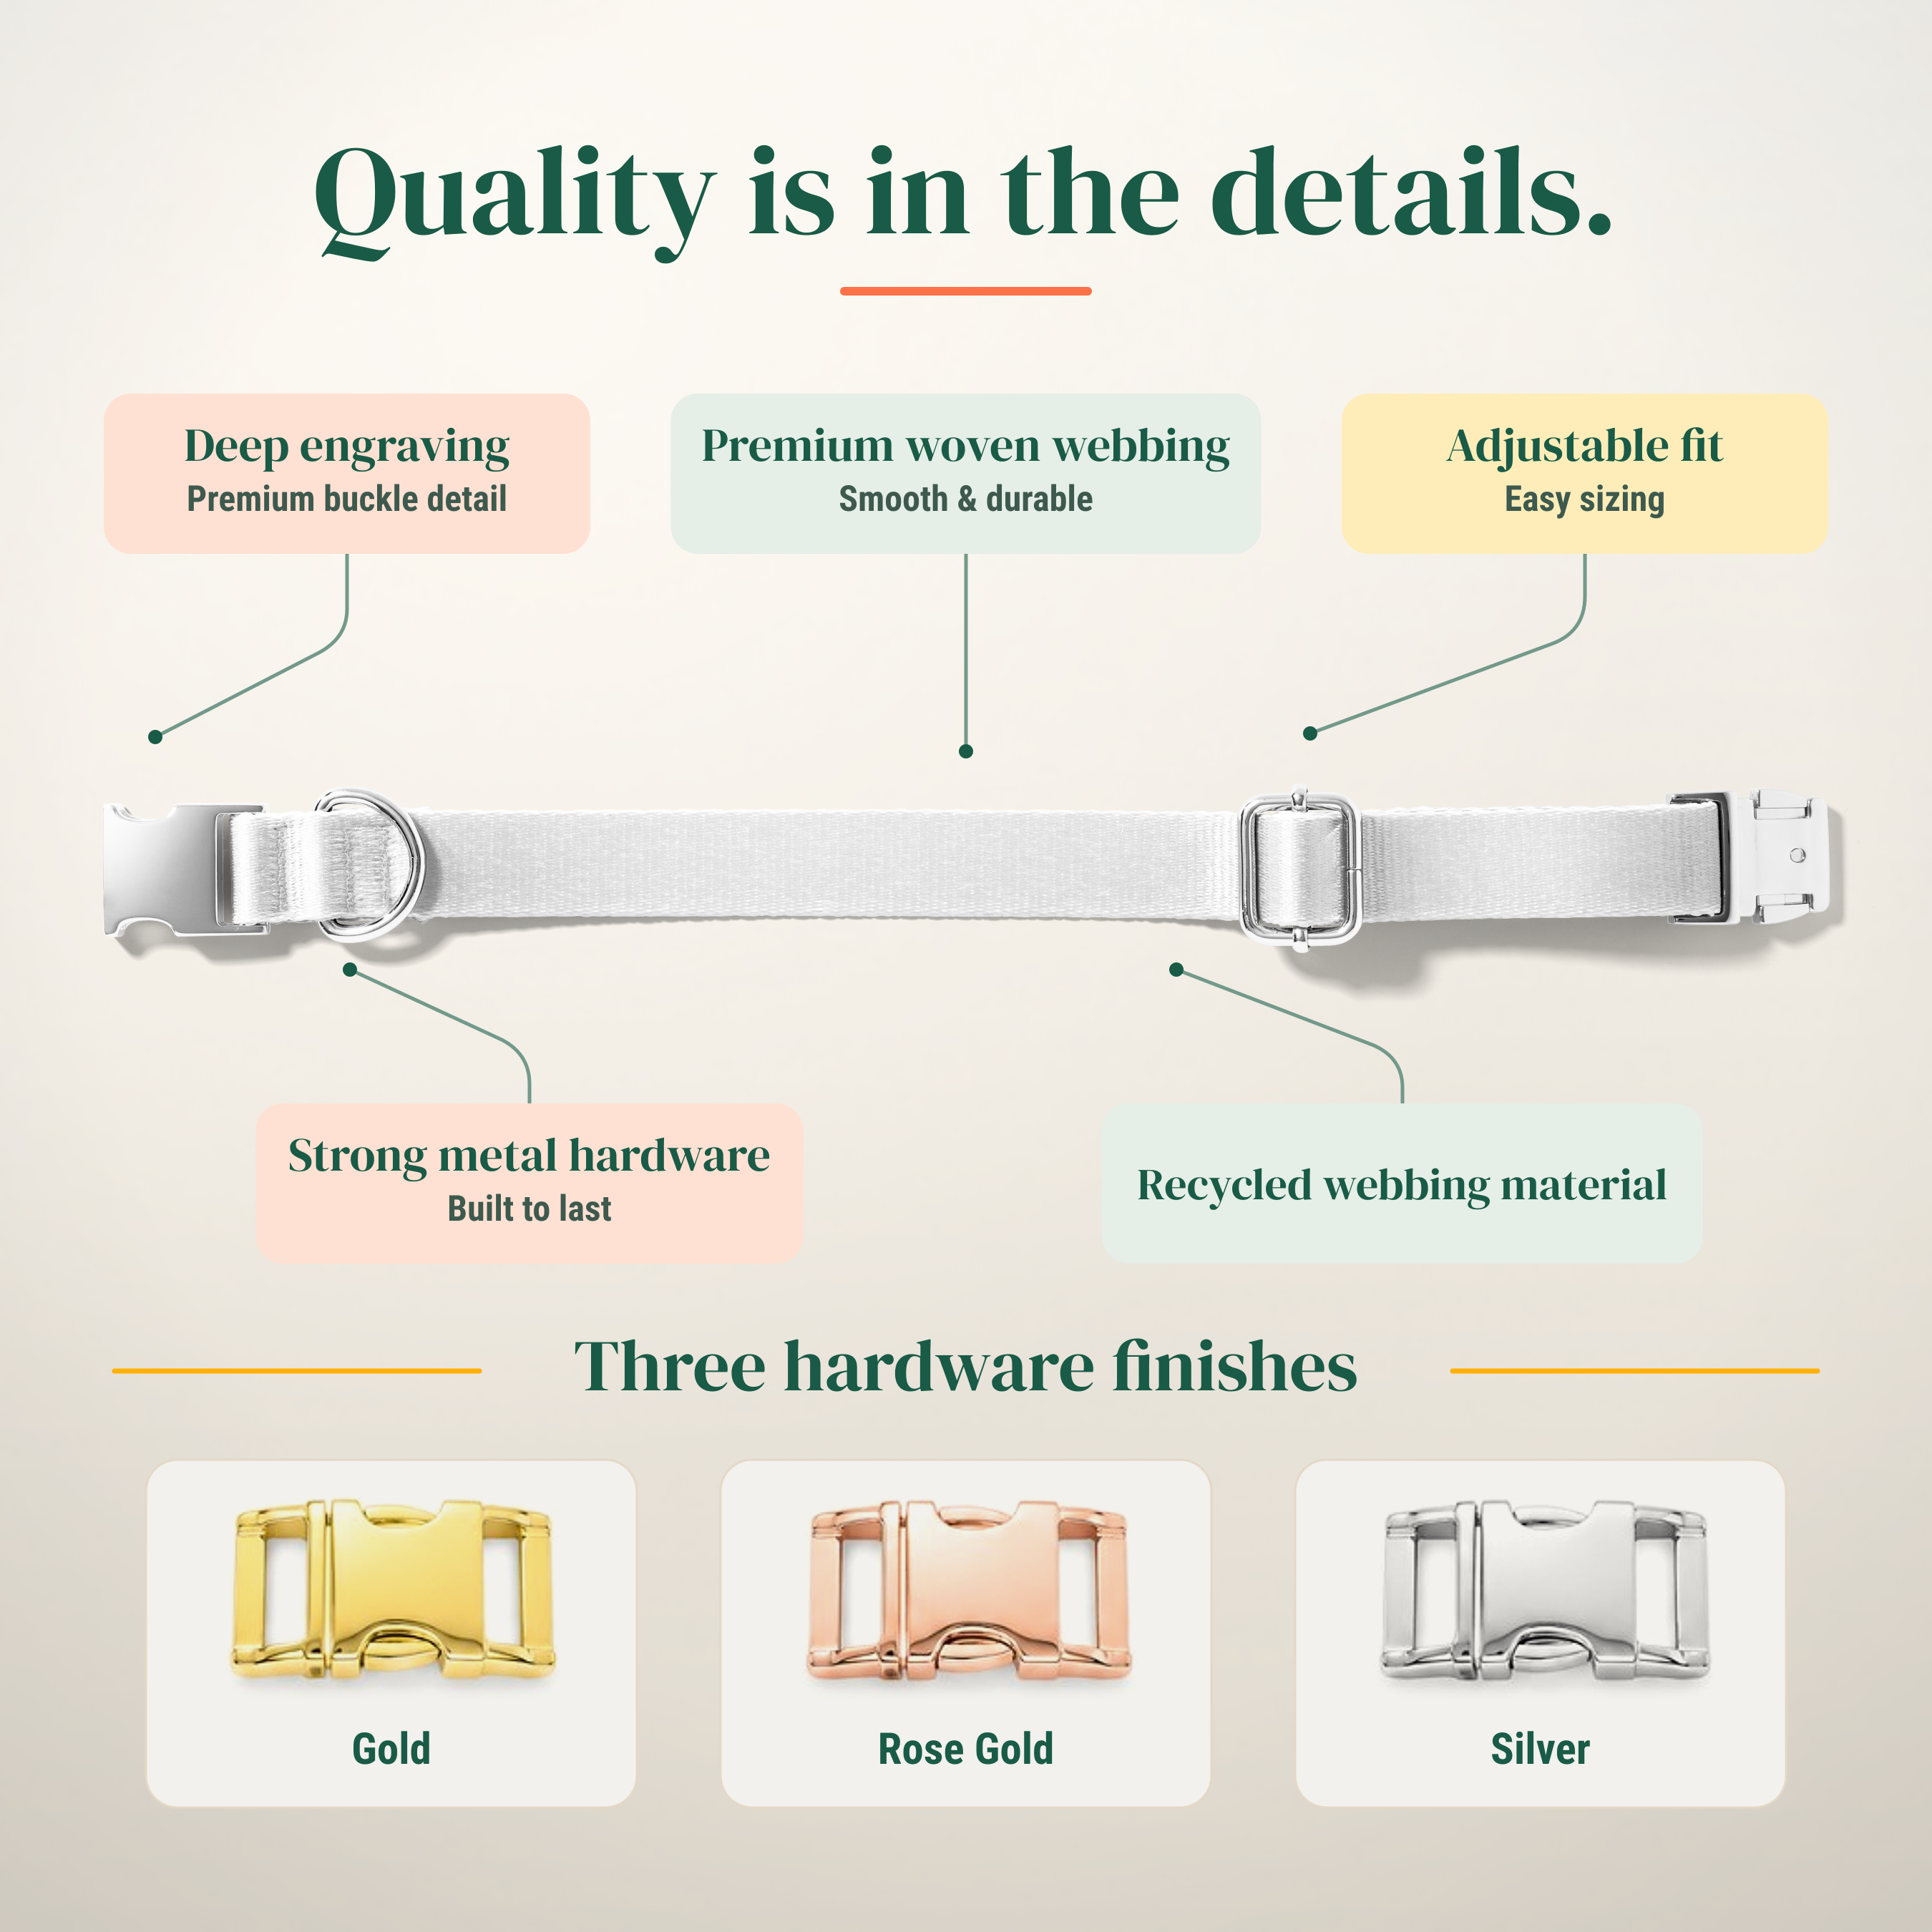 Quality is in the details.
Deep engraving
Premium buckle detail
Premium woven webbing
Smooth & durable
Adjustable fit
Easy sizing
Strong metal hardware
Built to last
Recycled webbing material
Three hardware finishes
Gold
Rose Gold
Silver